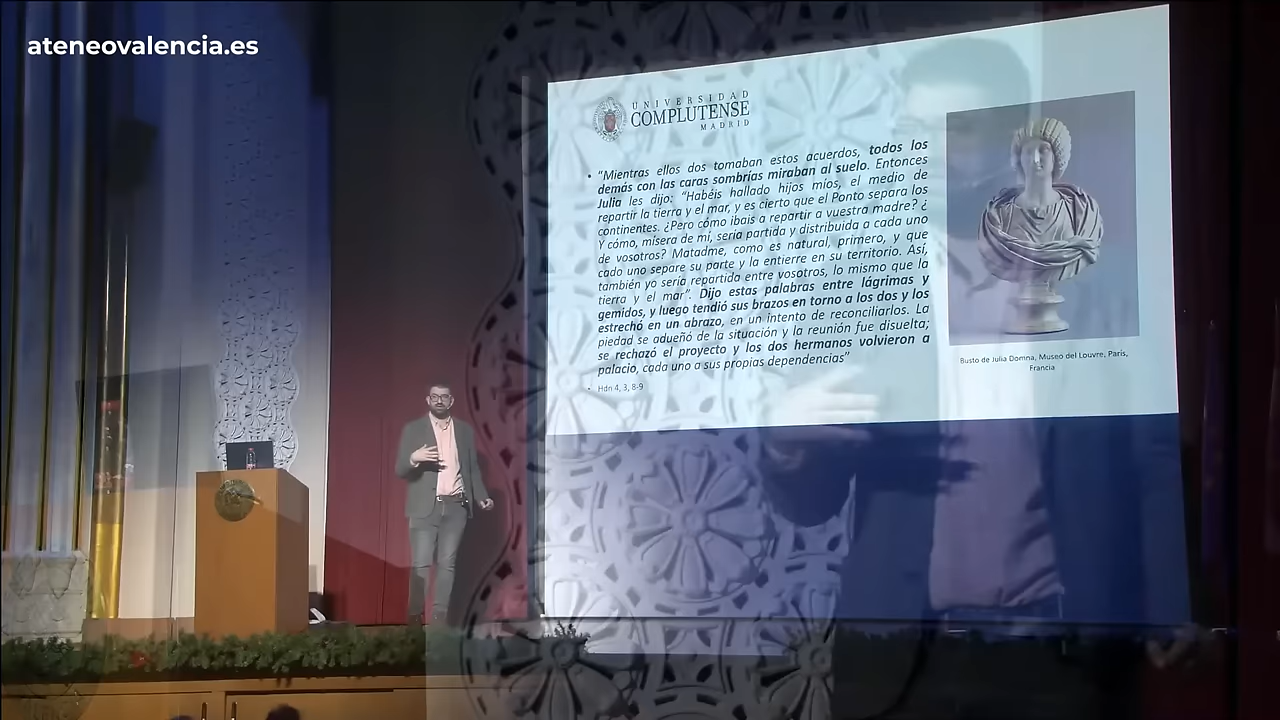 ateneovalencia.es
UNIVERSIDAD
COMPLUTENSE
MADRID
• "Mientras ellos dos tomaban estos acuerdos, todos los
demás con las caras sombrías miraban al suelo. Entonces
Julia les dijo: "Habéis hallado hijos míos, el medio de
repartir la tierra y el mar, y es cierto que el Ponto separa los
continentes. ¿Pero cómo ibais a repartir a vuestra madre? ¿
Y cómo, mísera de mí, sería partida y distribuida a cada uno
de vosotros? Matadme, como es natural, primero, y que
cado uno separe su parte y la entierre en su territorio. Así,
también yo sería repartida entre vosotros, lo mismo que la
tierra y el mar". Dijo estas palabras entre lágrimas y
gemidos, y luego tendió sus brazos en torno a los dos y los
estrechó en un abrazo, en un intento de reconciliarlos. La
piedad se adueñó de la situación y la reunión fue disuelta;
se rechazó el proyecto y los dos hermanos volvieron a
palacio, cada uno a sus propias dependencias"
• Hdn 4, 3, 8-9
Busto de Julia Domna, Museo del Louvre, París,
Francia